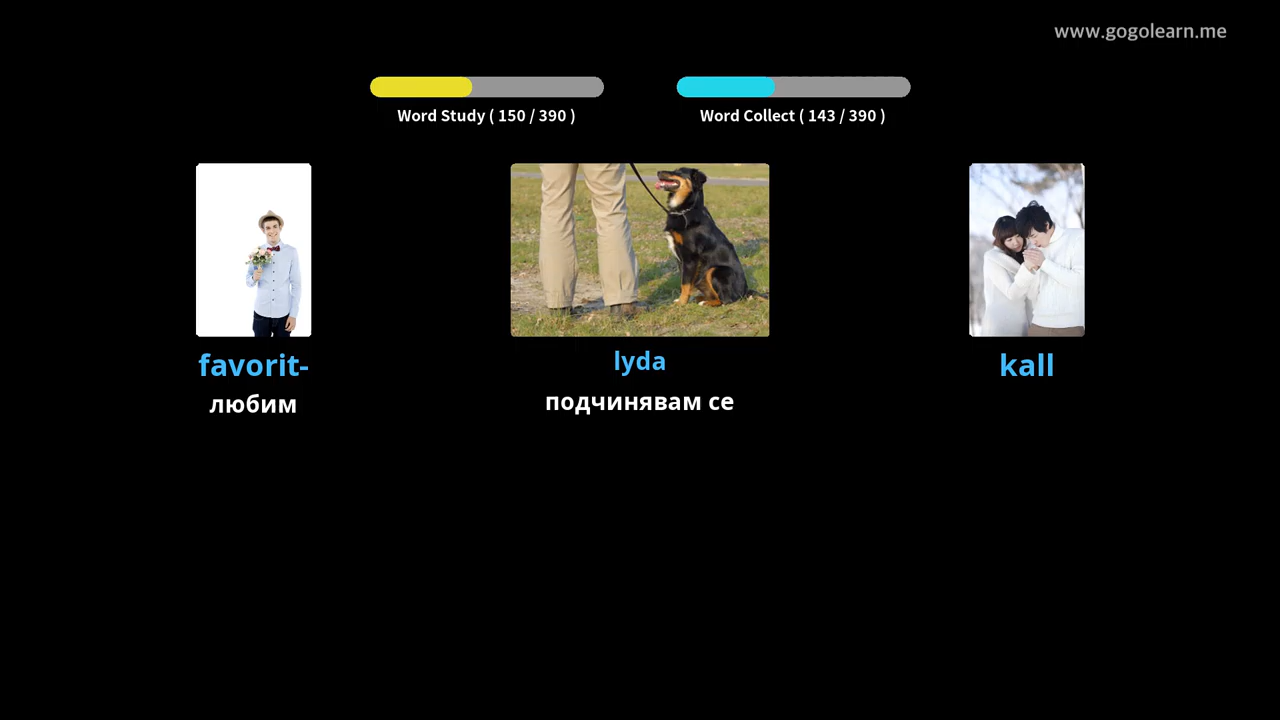 www.gogolearn.me
Word Study ( 150 / 390 )
Word Collect ( 143 / 390 )
favorit-
любим
lyda
подчинявам се
kall